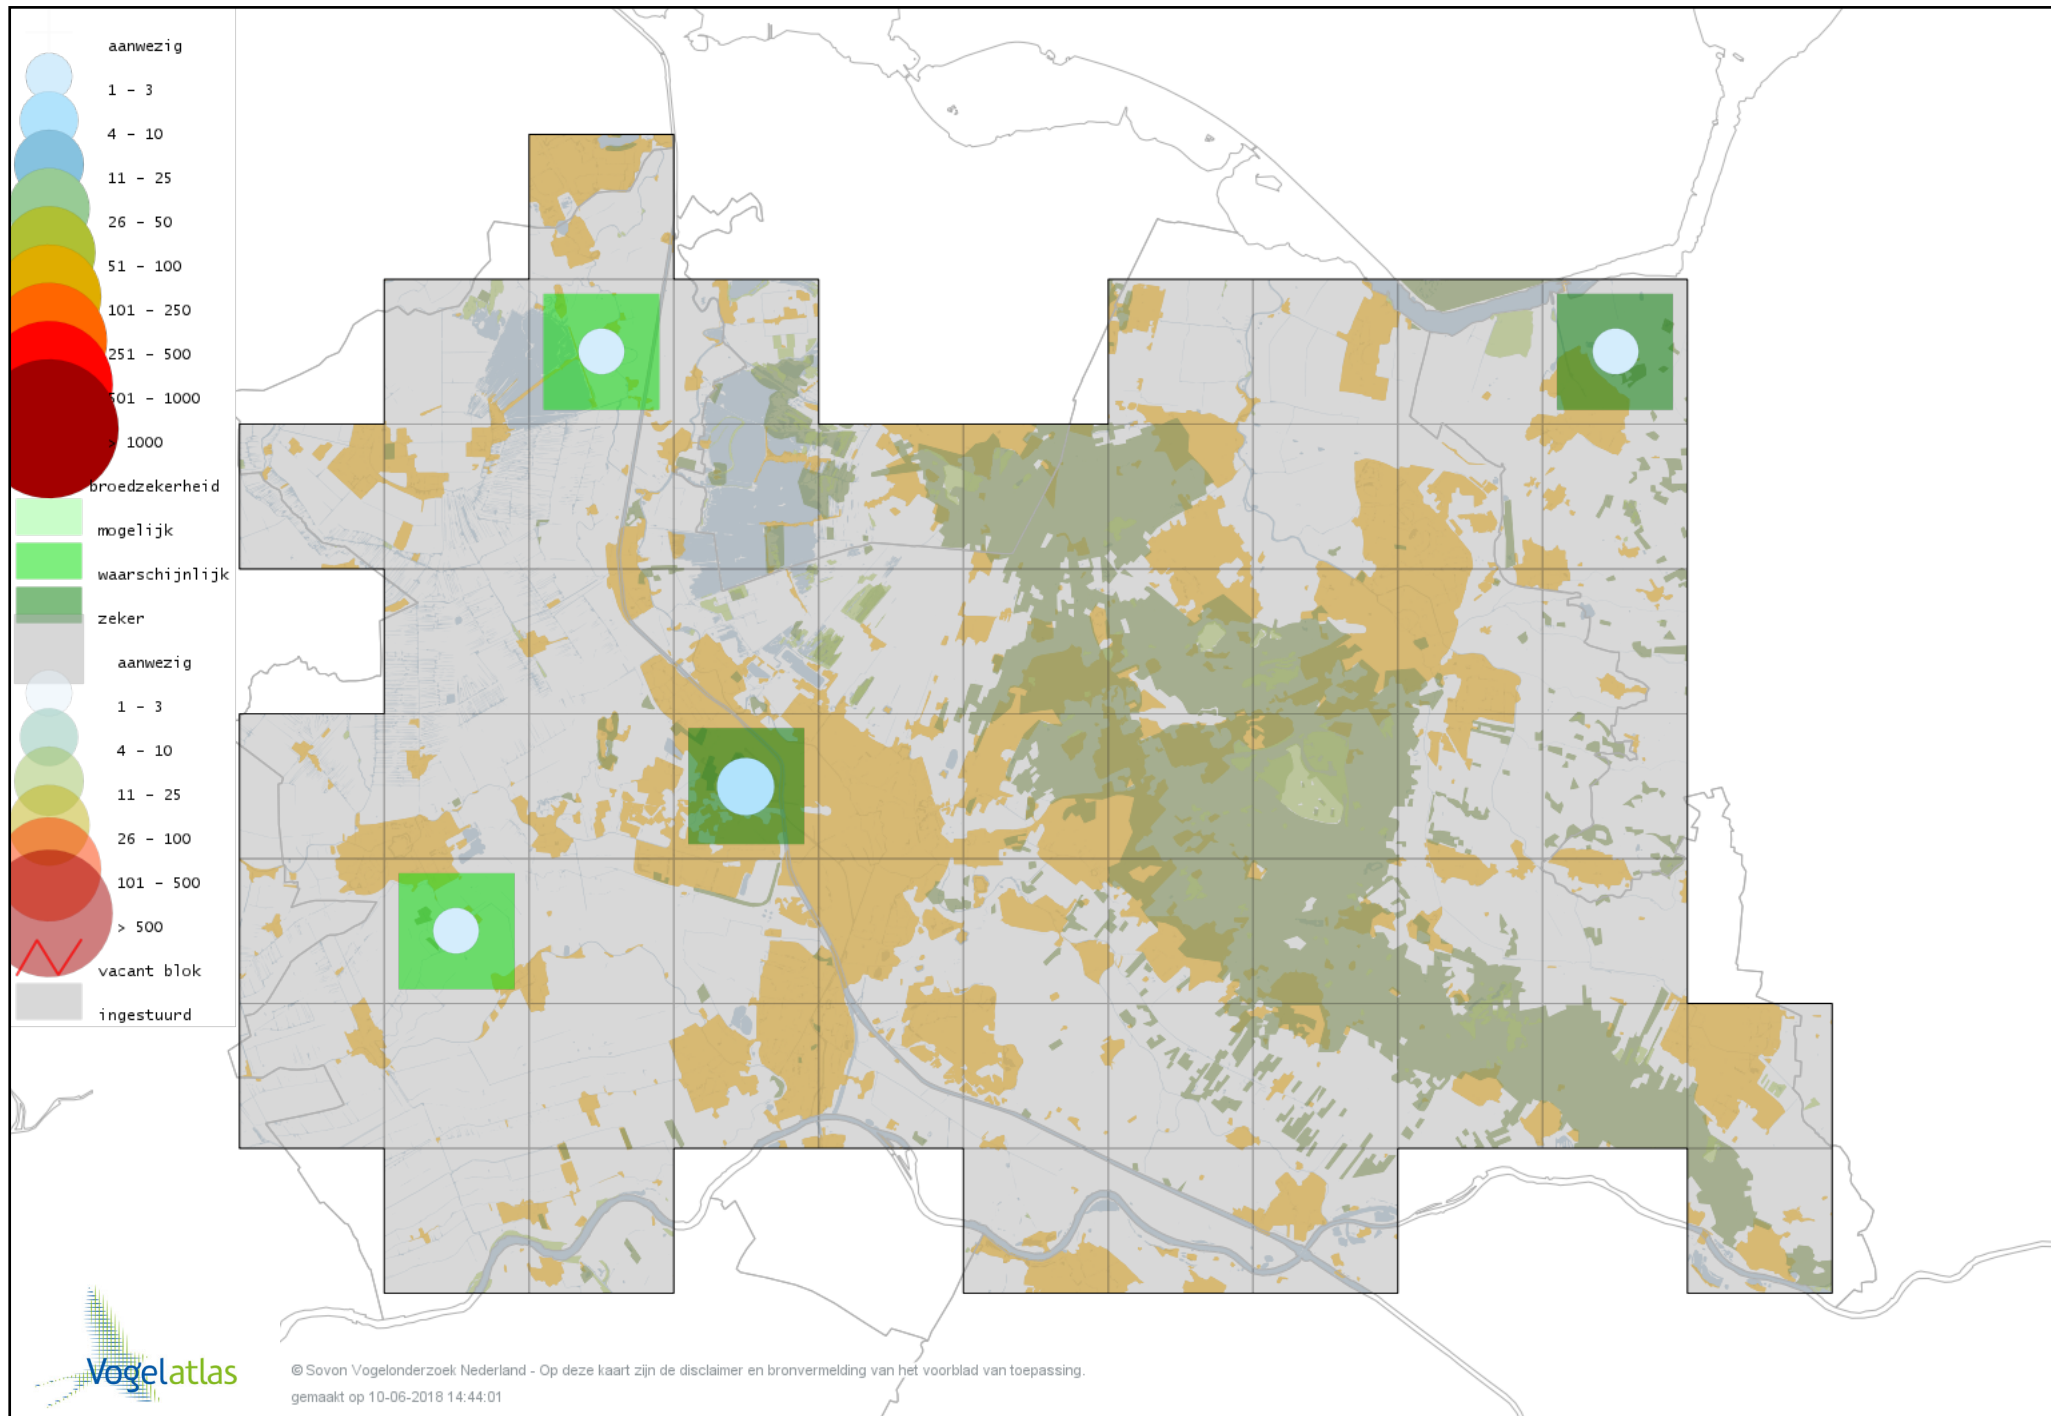 aanwezig
1 - 3
4 - 10
11 - 25
26 - 50
51 - 100
101 - 250
251 - 500
501 - 1000
> 1000
broedzekerheid
mogelijk
waarschijnlijk
zeker
aanwezig
1 - 3
4 - 10
11 - 25
26 - 100
101 - 500
> 500
vacant blok
ingestuurd
Vogelatlas
© Sovon Vogelonderzoek Nederland - Op deze kaart zijn de disclaimer en bronvermelding van het voorblad van toepassing.
gemaakt op 10-06-2018 14:44:01